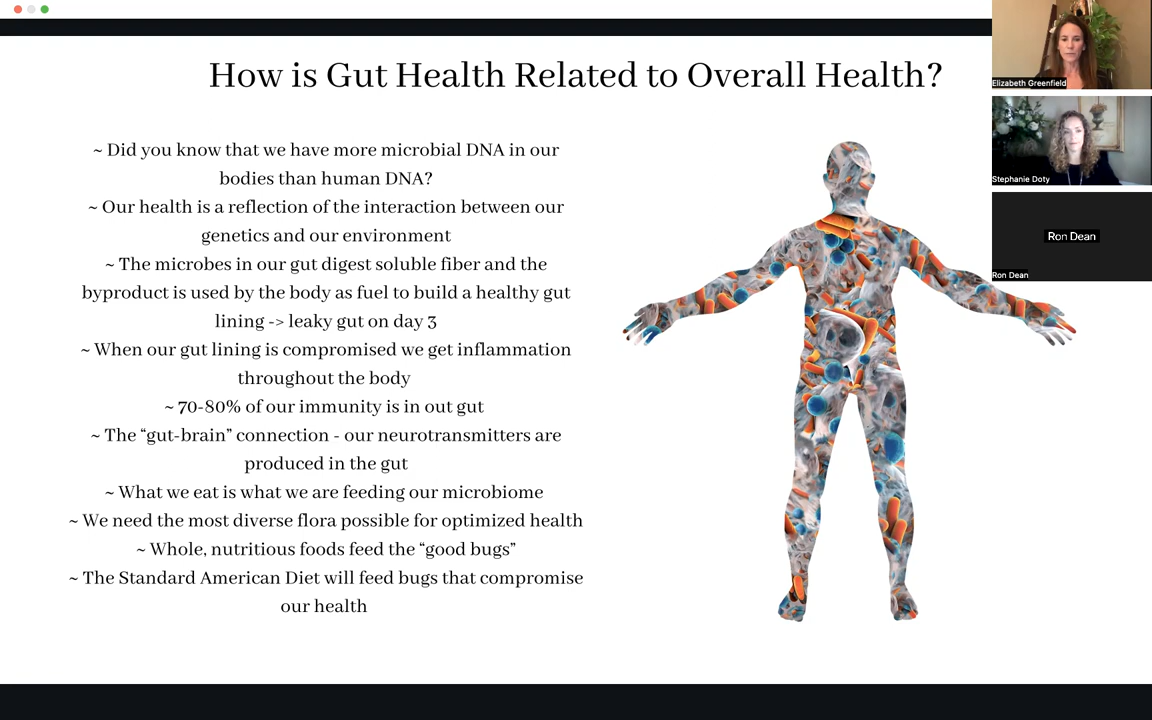 How is Gut Health Related to Overall Health?
~ Did you know that we have more microbial DNA in our
bodies than human DNA?
~ Our health is a reflection of the interaction between our
genetics and our environment
~ The microbes in our gut digest soluble fiber and the
byproduct is used by the body as fuel to build a healthy gut
lining -> leaky gut on day 3
~ When our gut lining is compromised we get inflammation
throughout the body
~ 70-80% of our immunity is in out gut
~ The “gut-brain” connection - our neurotransmitters are
produced in the gut
~ What we eat is what we are feeding our microbiome
~ We need the most diverse flora possible for optimized health
~ Whole, nutritious foods feed the “good bugs”
~ The Standard American Diet will feed bugs that compromise
our health
Elizabeth Greenfield
Stephanie Doty
Ron Dean
Ron Dean